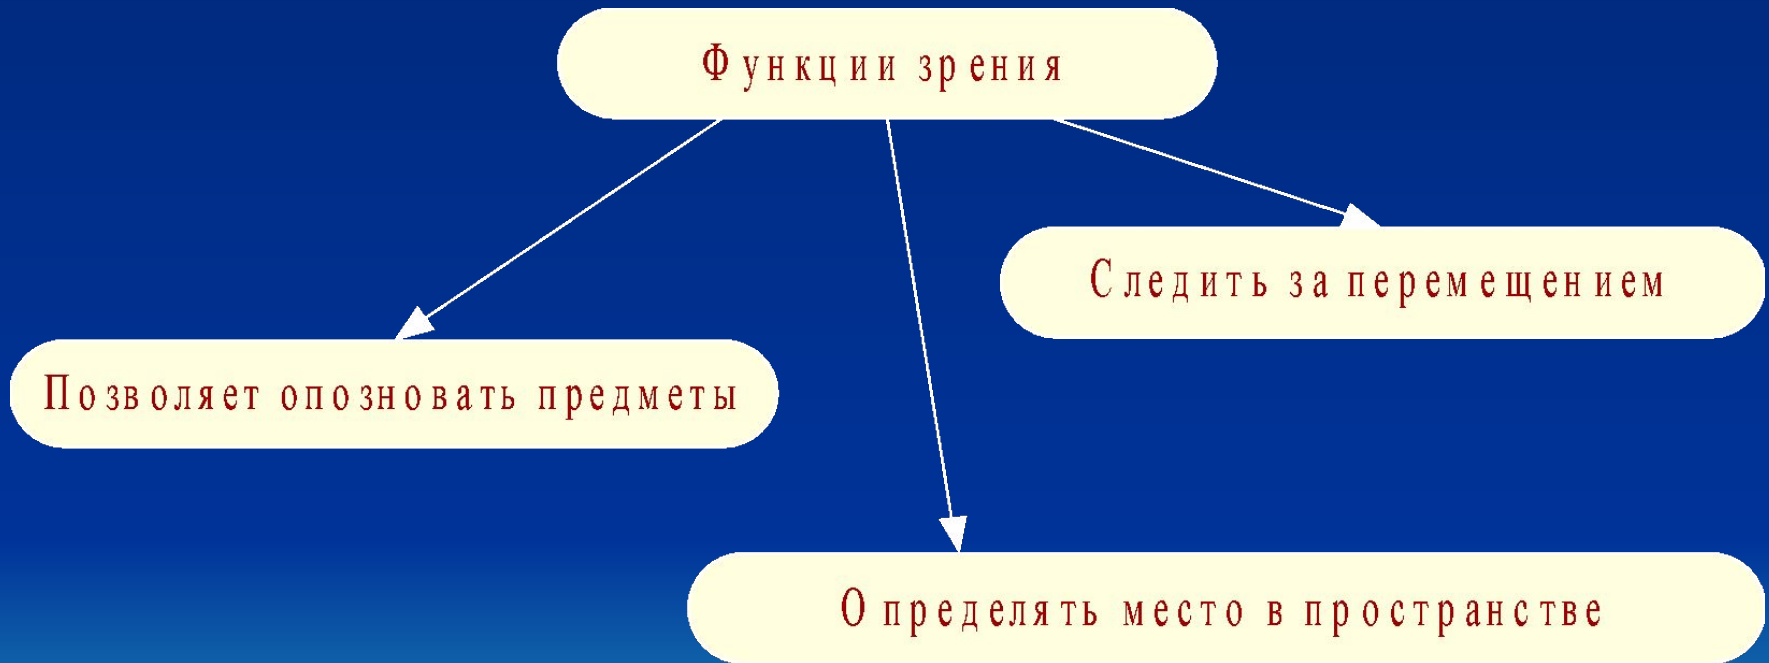 Функции зрения
Следить за перемещением
Позволяет опозновать предметы
Определять место в пространстве